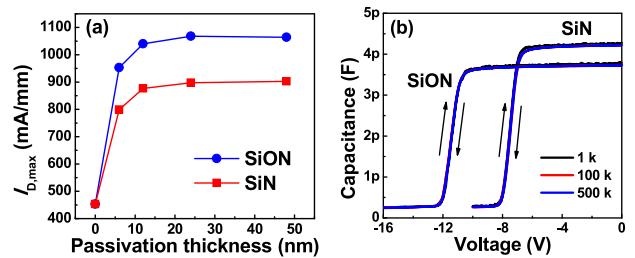 (a)
I_D,max (mA/mm)
1100
1000
900
800
700
600
500
400
SiON
SiN
0 10 20 30 40 50
Passivation thickness (nm)
(b)
Capacitance (F)
5p
4p
3p
2p
1p
0
SiN
SiON
1 k
100 k
500 k
-16 -12 -8 -4 0
Voltage (V)